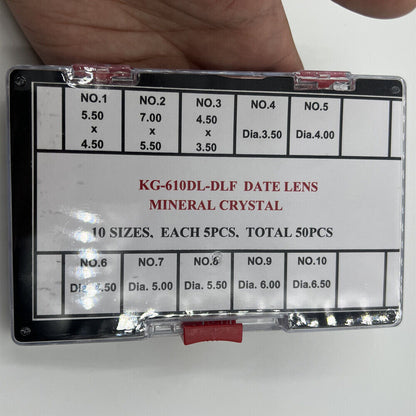 NO.1 NO.2 NO.3 NO.4 NO.5
5.50 7.00 4.50
x x x Dia.3.50 Dia.4.00
4.50 5.50 3.50
KG-610DL-DLF DATE LENS
MINERAL CRYSTAL
10 SIZES, EACH 5PCS, TOTAL 50PCS
NO.6 NO.7 NO.8 NO.9 NO.10
Dia. 5.00 Dia. 5.50 Dia. 6.00 Dia.6.50